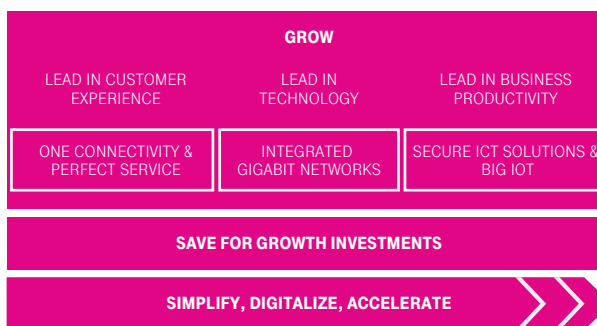 GROW
LEAD IN CUSTOMER
EXPERIENCE
LEAD IN
TECHNOLOGY
LEAD IN BUSINESS
PRODUCTIVITY
ONE CONNECTIVITY &
PERFECT SERVICE
INTEGRATED
GIGABIT NETWORKS
SECURE ICT SOLUTIONS &
BIG IOT
SAVE FOR GROWTH INVESTMENTS
SIMPLIFY, DIGITALIZE, ACCELERATE